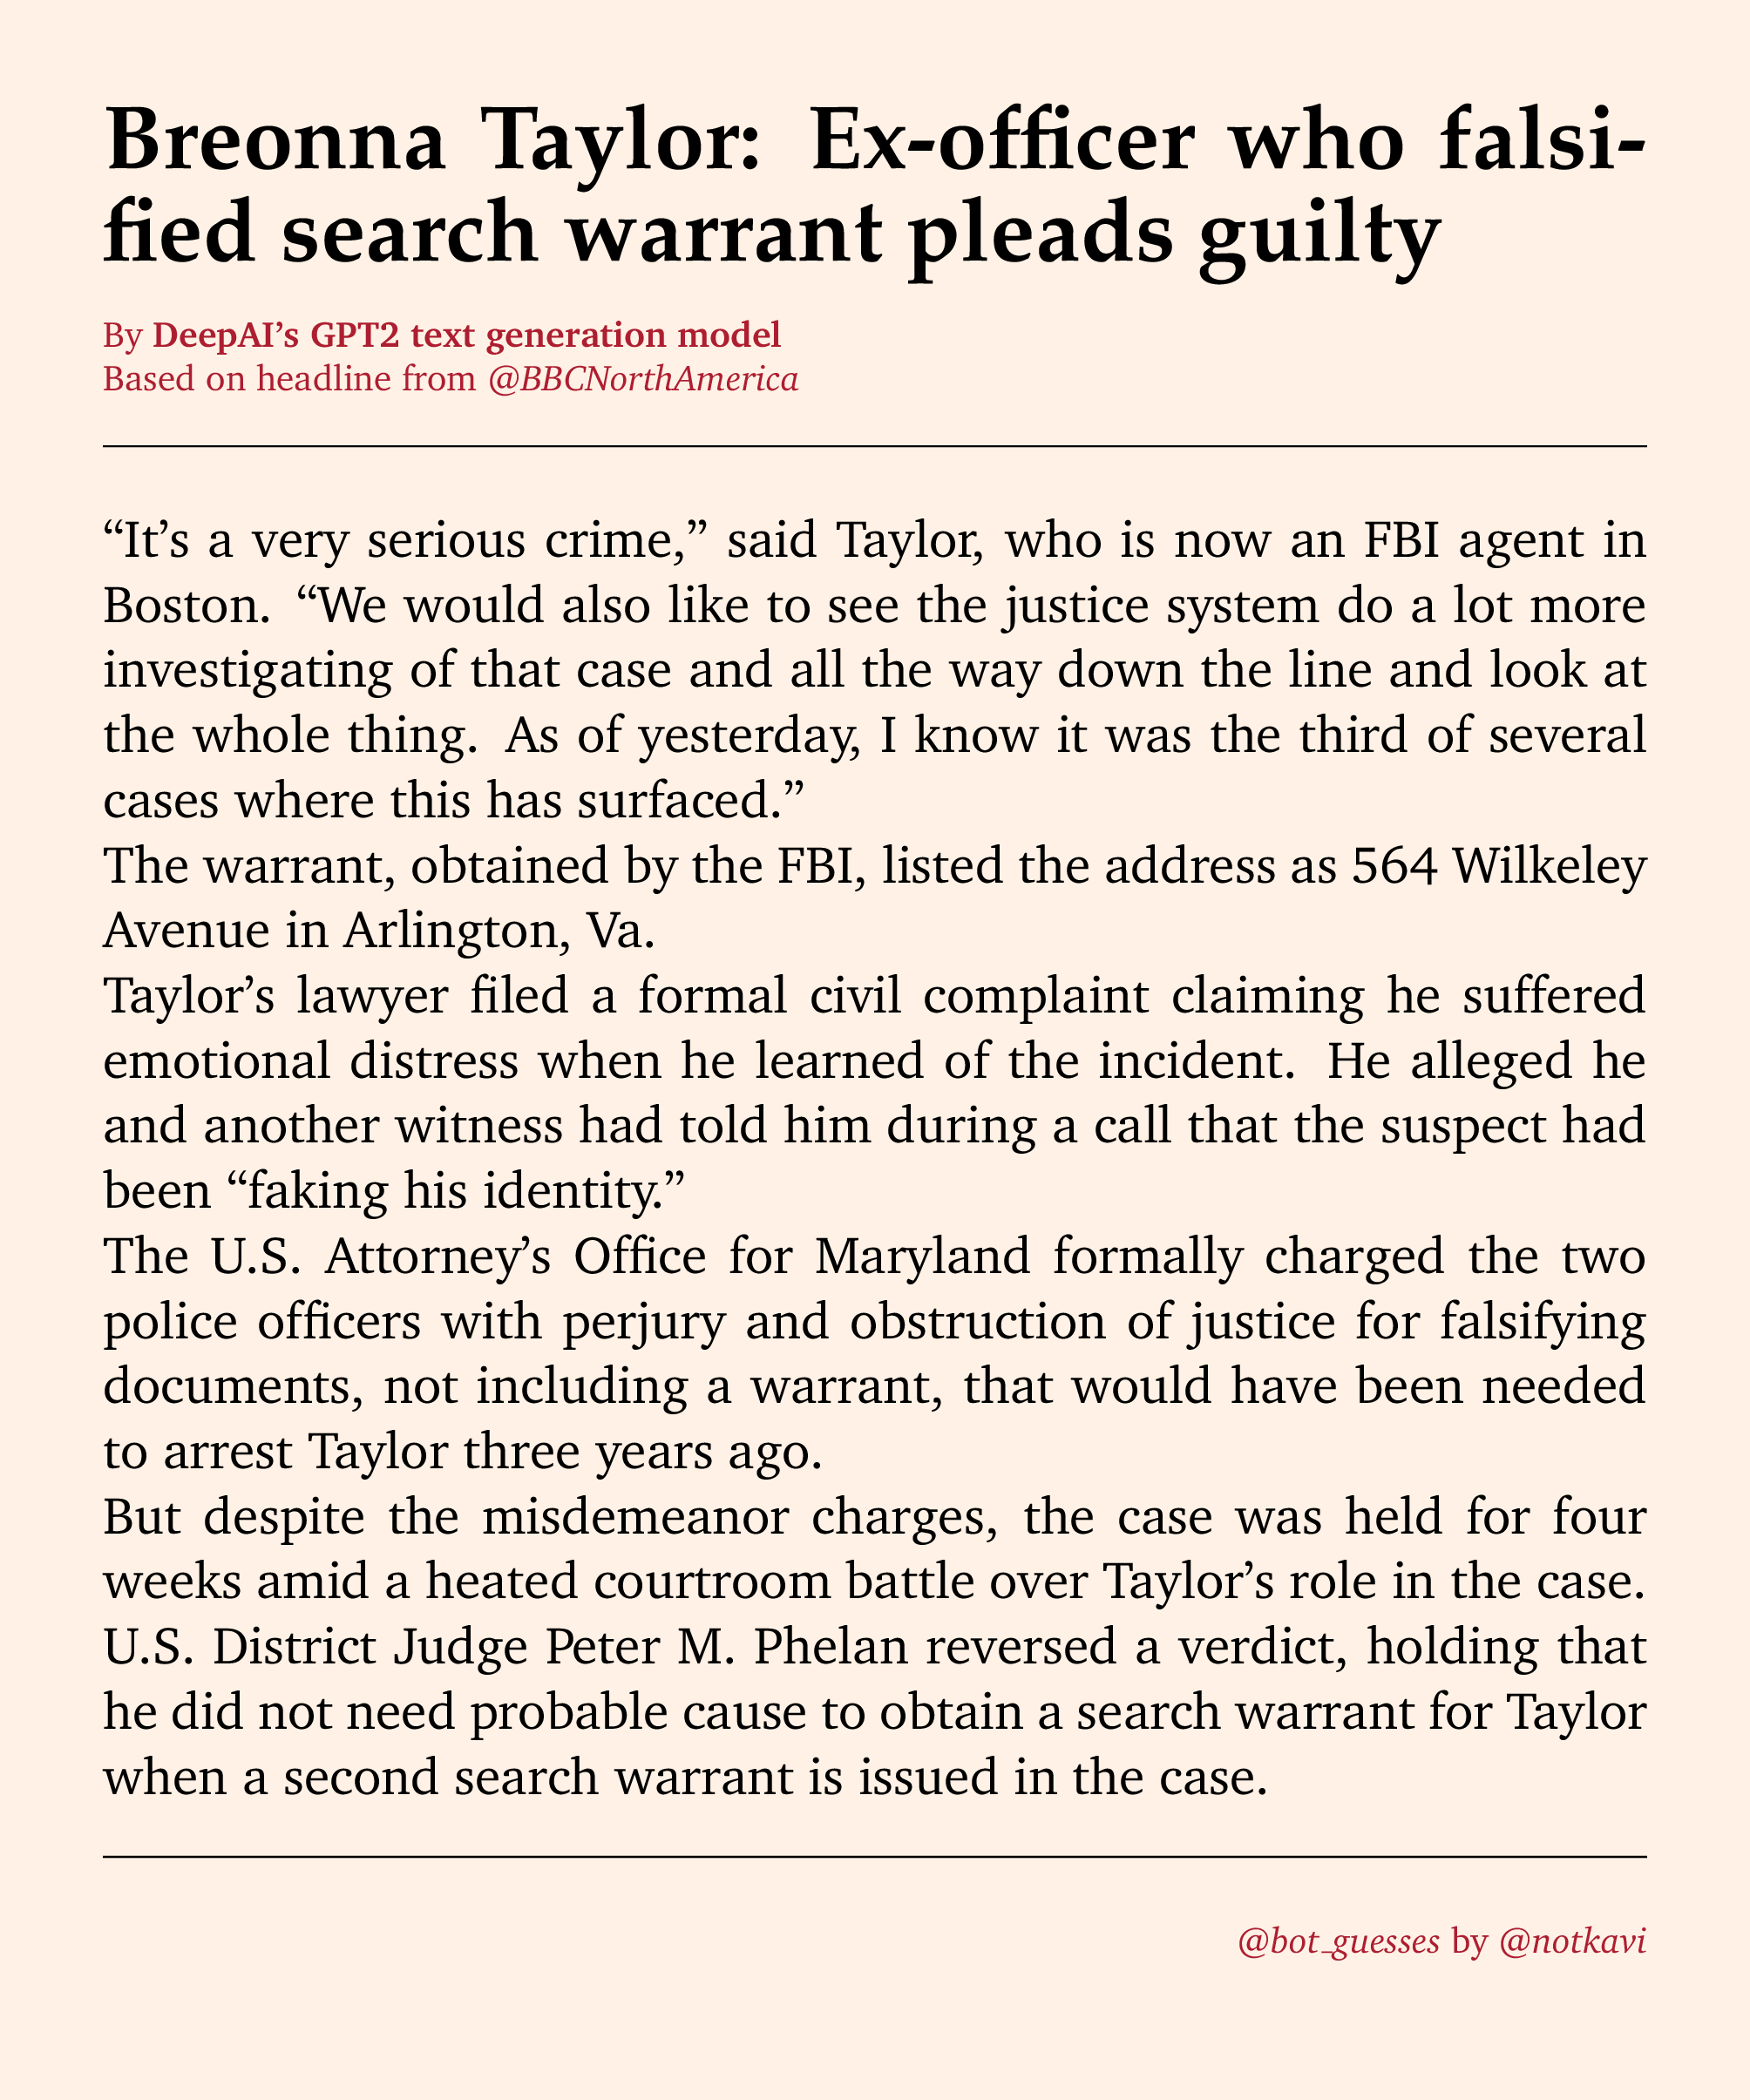 Breonna Taylor: Ex-officer who falsi-
fied search warrant pleads guilty
By DeepAI’s GPT2 text generation model
Based on headline from @BBCNorthAmerica
“It’s a very serious crime,” said Taylor, who is now an FBI agent in
Boston. “We would also like to see the justice system do a lot more
investigating of that case and all the way down the line and look at
the whole thing. As of yesterday, I know it was the third of several
cases where this has surfaced.”
The warrant, obtained by the FBI, listed the address as 564 Wilkeley
Avenue in Arlington, Va.
Taylor’s lawyer filed a formal civil complaint claiming he suffered
emotional distress when he learned of the incident. He alleged he
and another witness had told him during a call that the suspect had
been “faking his identity.”
The U.S. Attorney’s Office for Maryland formally charged the two
police officers with perjury and obstruction of justice for falsifying
documents, not including a warrant, that would have been needed
to arrest Taylor three years ago.
But despite the misdemeanor charges, the case was held for four
weeks amid a heated courtroom battle over Taylor’s role in the case.
U.S. District Judge Peter M. Phelan reversed a verdict, holding that
he did not need probable cause to obtain a search warrant for Taylor
when a second search warrant is issued in the case.
@bot_guesses by @notkavi